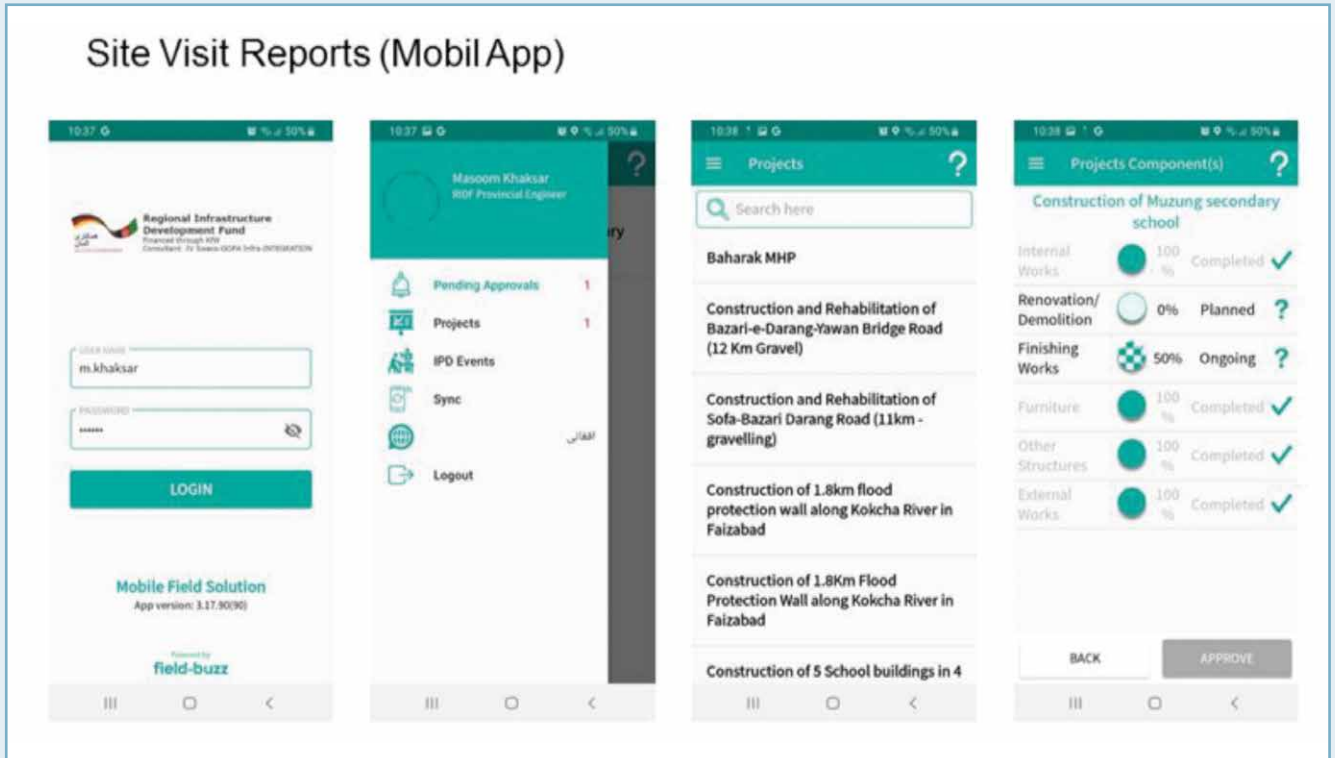 Site Visit Reports (Mobil App)
10:37 G
50%
Regional Infrastructure
Development Fund
Financed through KfW
USER NAME
m.khaksar
PASSWORD
LOGIN
Mobile Field Solution
App version: 3.17.90(90)
Powered by
field-buzz
10:37 G
50%
?
Masoom Khaksar
RIDF Provincial Engineer
ry
Pending Approvals 1
Projects 1
IPD Events
Sync
افغانی
Logout
10:38 G
50%
Projects ?
Search here
Baharak MHP
Construction and Rehabilitation of
Bazari-e-Darang-Yawan Bridge Road
(12 Km Gravel)
Construction and Rehabilitation of
Sofa-Bazari Darang Road (11km -
gravelling)
Construction of 1.8km flood
protection wall along Kokcha River in
Faizabad
Construction of 1.8Km Flood
Protection Wall along Kokcha River in
Faizabad
Construction of 5 School buildings in 4
10:38 G
50%
Projects Component(s) ?
Construction of Muzung secondary
school
Internal
Works
100
%
Completed
Renovation/
Demolition
0% Planned ?
Finishing
Works
50% Ongoing ?
Furniture
100
%
Completed
Other
Structures
100
%
Completed
External
Works
100
%
Completed
BACK
APPROVE